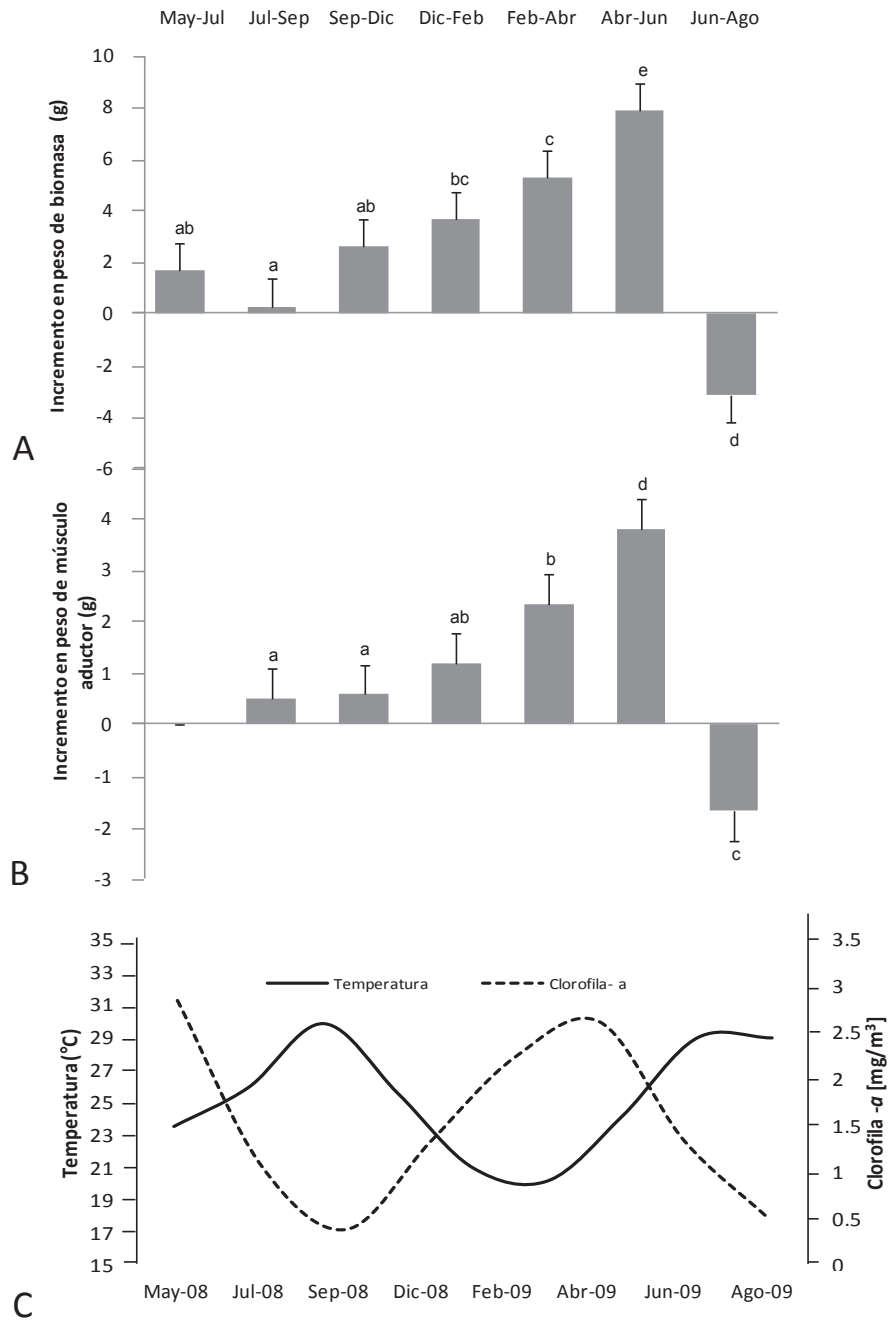 May-Jul Jul-Sep Sep-Dic Dic-Feb Feb-Abr Abr-Jun Jun-Ago
Incremento en peso de biomasa (g)
10
8
6
4
2
0
-2
-4
-6
ab
a
ab
bc
c
e
d
A
Incremento en peso de músculo
aductor (g)
4
3
2
1
0
-1
-2
-3
a
a
ab
b
d
c
B
Temperatura (°C)
35
33
31
29
27
25
23
21
19
17
15
Temperatura
Clorofila- a
3.5
3
2.5
2
1.5
1
0.5
0
Clorofila -a [mg/m³]
May-08 Jul-08 Sep-08 Dic-08 Feb-09 Abr-09 Jun-09 Ago-09
C